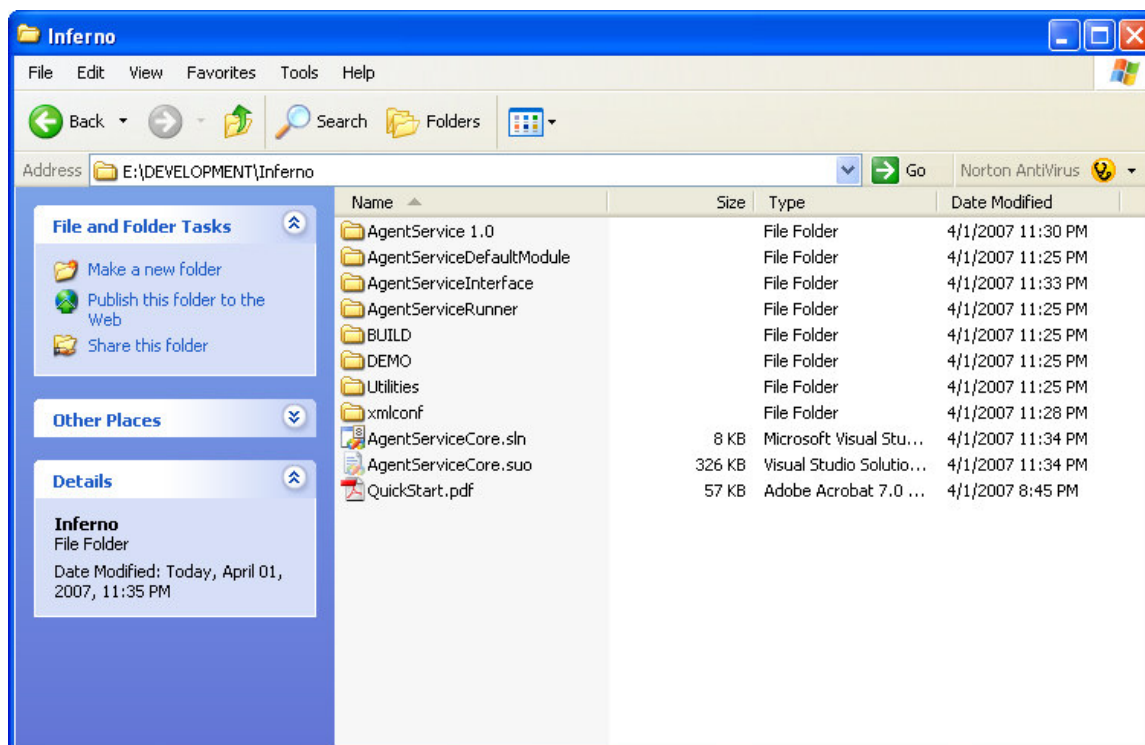 Inferno
File Edit View Favorites Tools Help
Back Search Folders
Address E:\DEVELOPMENT\Inferno Go Norton AntiVirus
File and Folder Tasks
Make a new folder
Publish this folder to the
Web
Share this folder
Other Places
Details
Inferno
File Folder
Date Modified: Today, April 01,
2007, 11:35 PM
Name Size Type Date Modified
AgentService 1.0 File Folder 4/1/2007 11:30 PM
AgentServiceDefaultModule File Folder 4/1/2007 11:25 PM
AgentServiceInterface File Folder 4/1/2007 11:33 PM
AgentServiceRunner File Folder 4/1/2007 11:25 PM
BUILD File Folder 4/1/2007 11:25 PM
DEMO File Folder 4/1/2007 11:25 PM
Utilities File Folder 4/1/2007 11:25 PM
xmlconf File Folder 4/1/2007 11:28 PM
AgentServiceCore.sln 8 KB Microsoft Visual Stu... 4/1/2007 11:34 PM
AgentServiceCore.suo 326 KB Visual Studio Solutio... 4/1/2007 11:34 PM
QuickStart.pdf 57 KB Adobe Acrobat 7.0 ... 4/1/2007 8:45 PM